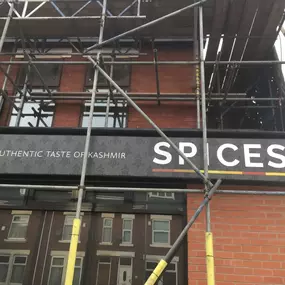 AUTHENTIC TASTE OF KASHMIR
SPICES